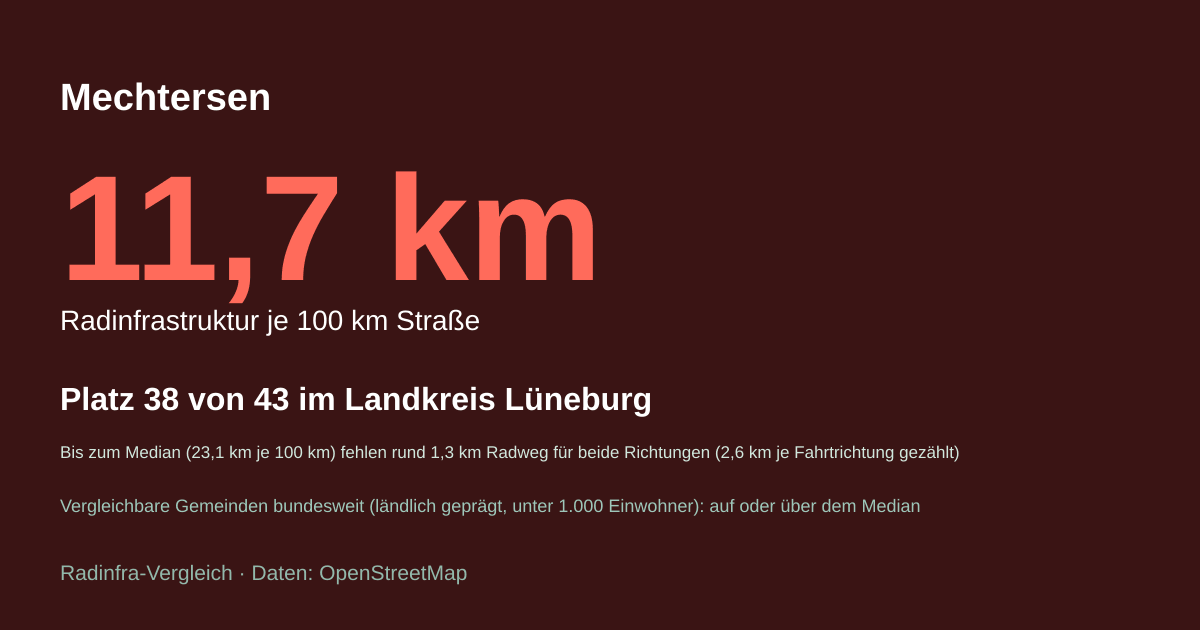 Mechtersen
11,7 km
Radinfrastruktur je 100 km Straße
Platz 38 von 43 im Landkreis Lüneburg
Bis zum Median (23,1 km je 100 km) fehlen rund 1,3 km Radweg für beide Richtungen (2,6 km je Fahrtrichtung gezählt)
Vergleichbare Gemeinden bundesweit (ländlich geprägt, unter 1.000 Einwohner): auf oder über dem Median
Radinfra-Vergleich · Daten: OpenStreetMap